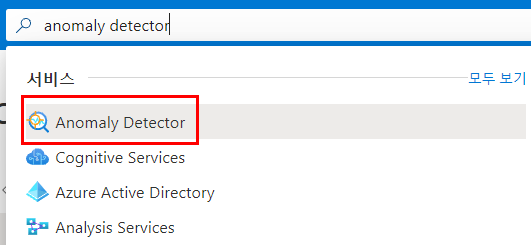 anomaly detector
서비스 모두 보기
Anomaly Detector
Cognitive Services
Azure Active Directory
Analysis Services